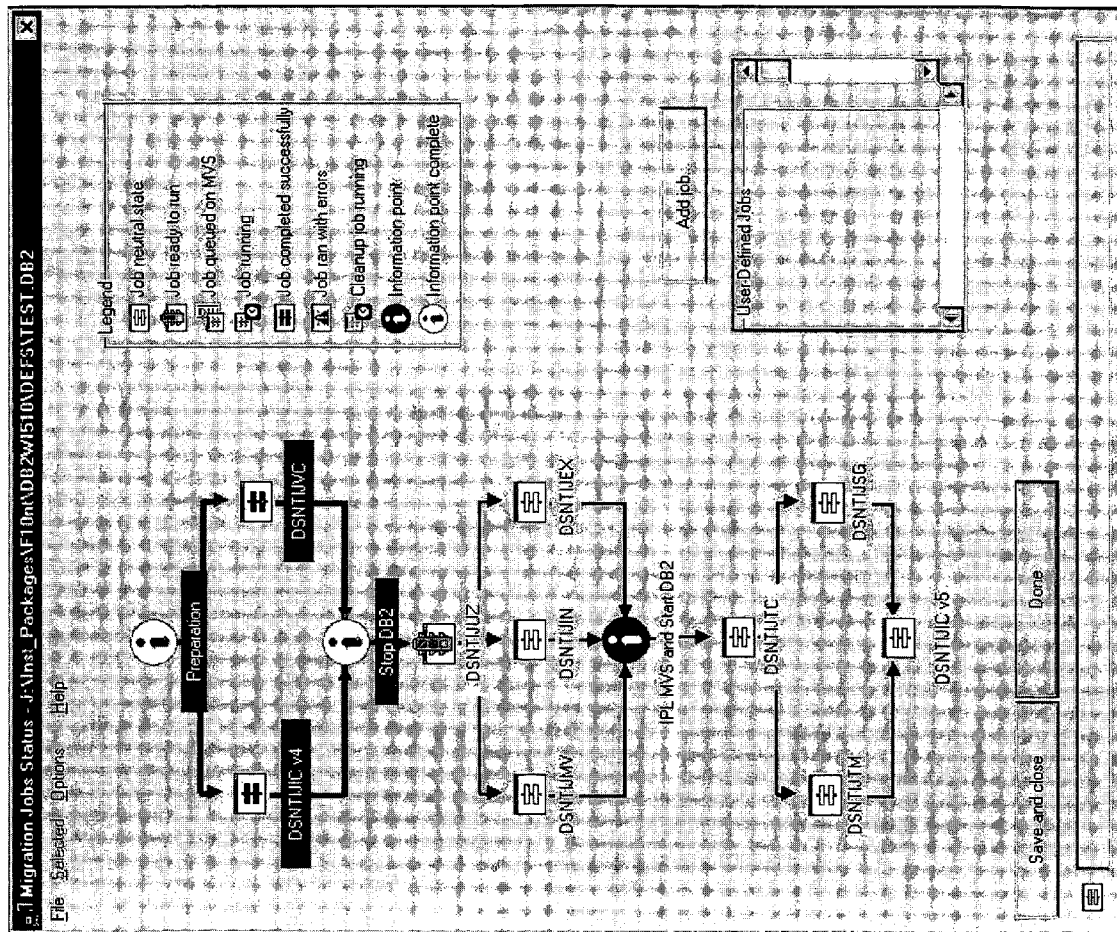 Migration Jobs Status - J:\Inst_Packages\F10nt\DB2WI510\DEFS\TEST.DB2
File Selected Options Help
Preparation
DSNTIJIC v4
DSNTIJVC
Stop DB2
DSNTIJUZ
DSNTIJMV
DSNTIJIN
DSNTIJEX
IPL MVS and Start DB2
DSNTIJTC
DSNTIJTM
DSNTIJSG
DSNTIJIC v5
Legend
Job neutral state
Job ready to run
Job queued on MVS
Job running
Job completed successfully
Job ran with errors
Cleanup job running
Information point
Information point complete
Add job...
User-Defined Jobs
Save and close
Done